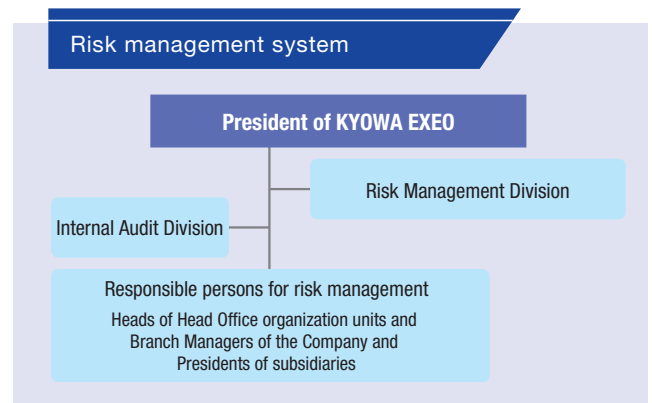 Risk management system
President of KYOWA EXEO
Risk Management Division
Internal Audit Division
Responsible persons for risk management
Heads of Head Office organization units and
Branch Managers of the Company and
Presidents of subsidiaries